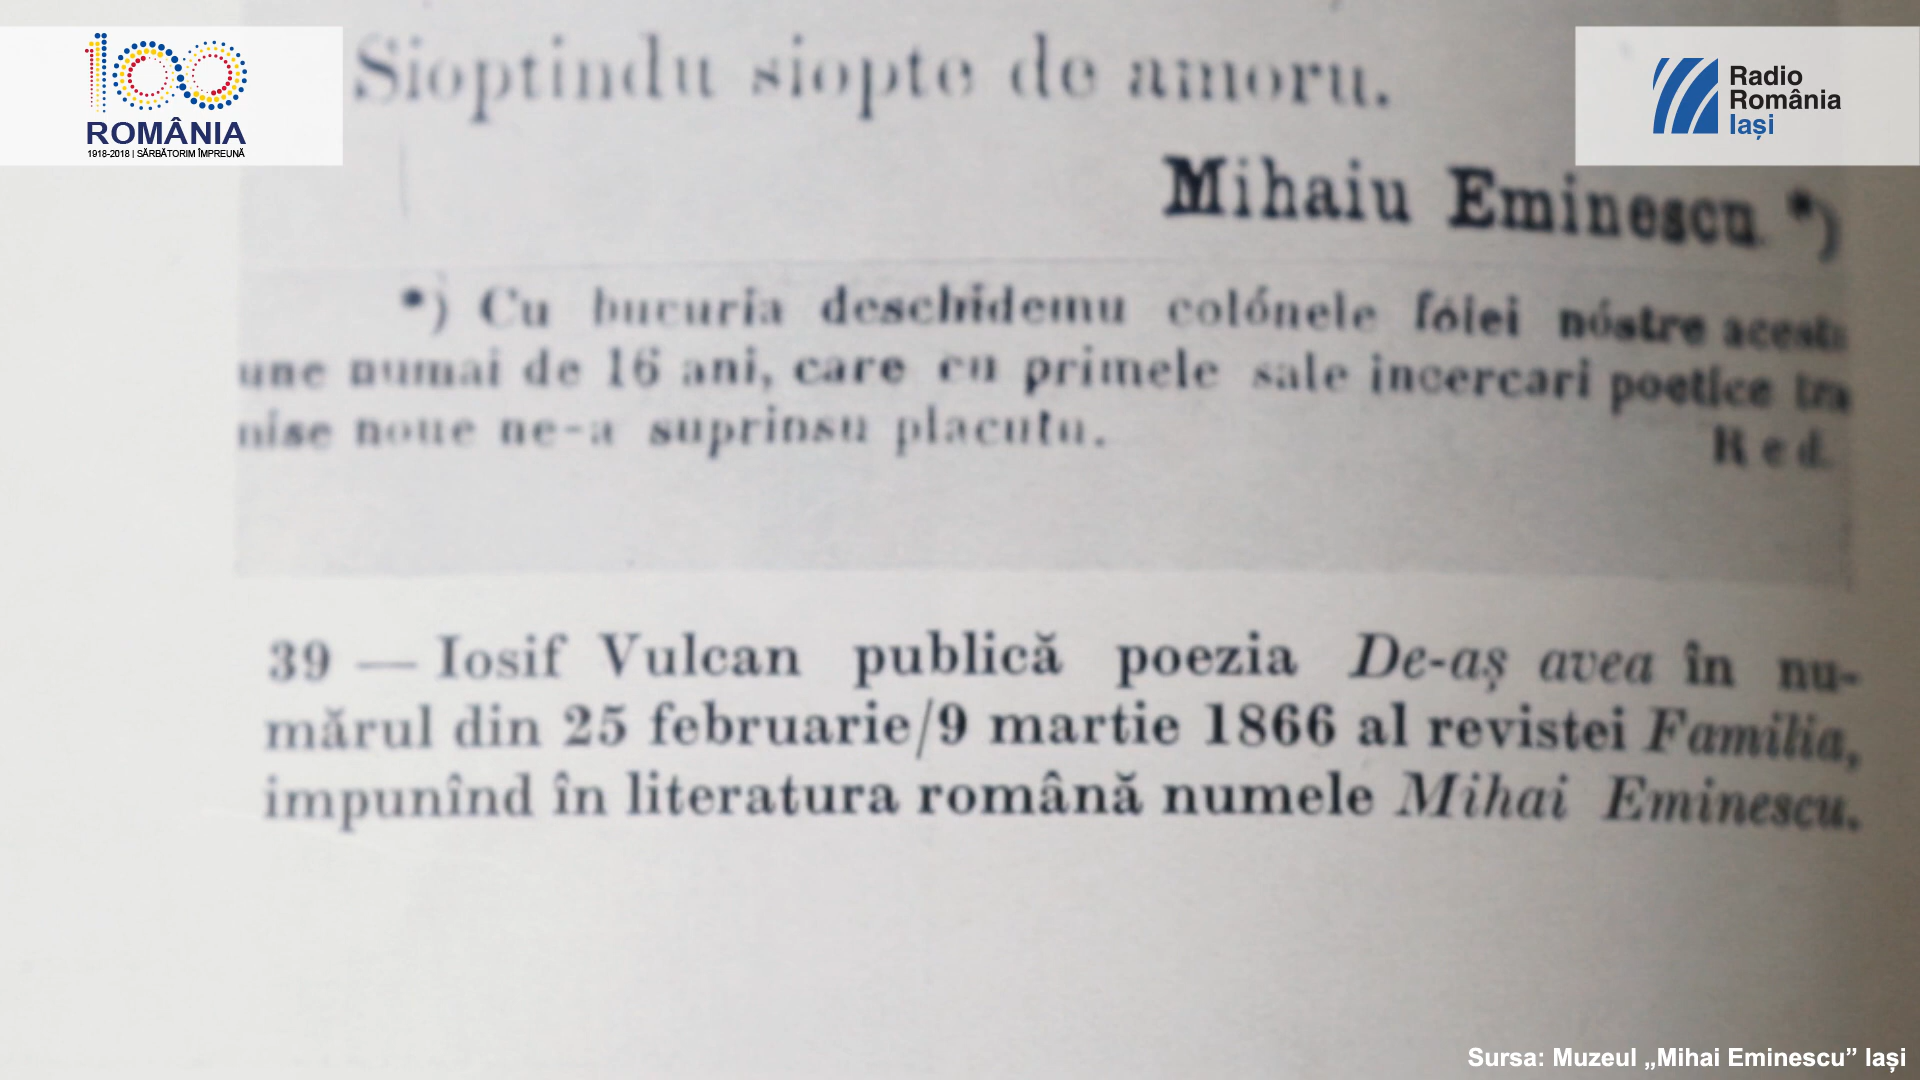 100
ROMÂNIA
1918-2018 | SĂRBĂTORIM ÎMPREUNĂ
Radio
România
Iași
Sioptindu siopte de amoru.
Mihaiu Eminescu *)
*) Cu bucuria deschidemu colónele fóiei nóstre
une numai de 16 ani, care cu primele sale incercari poetice tra
nise noue ne-a suprinsu placutu.
Red.
39 — Iosif Vulcan publică poezia De-aș avea în nu-
mărul din 25 februarie/9 martie 1866 al revistei Familia,
impunînd în literatura română numele Mihai Eminescu.
Sursa: Muzeul „Mihai Eminescu” Iași